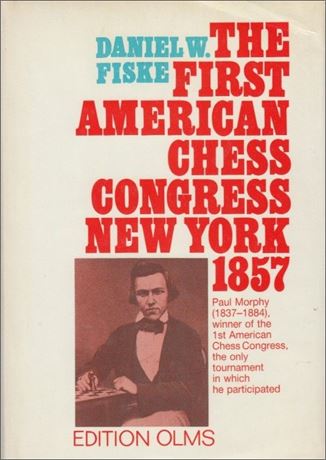 DANIEL W. THE
FISKE FIRST
AMERICAN
CHESS
CONGRESS
NEW YORK
1857
Paul Morphy
(1837–1884),
winner of the
1st American
Chess Congress,
the only
tournament
in which
he participated
EDITION OLMS